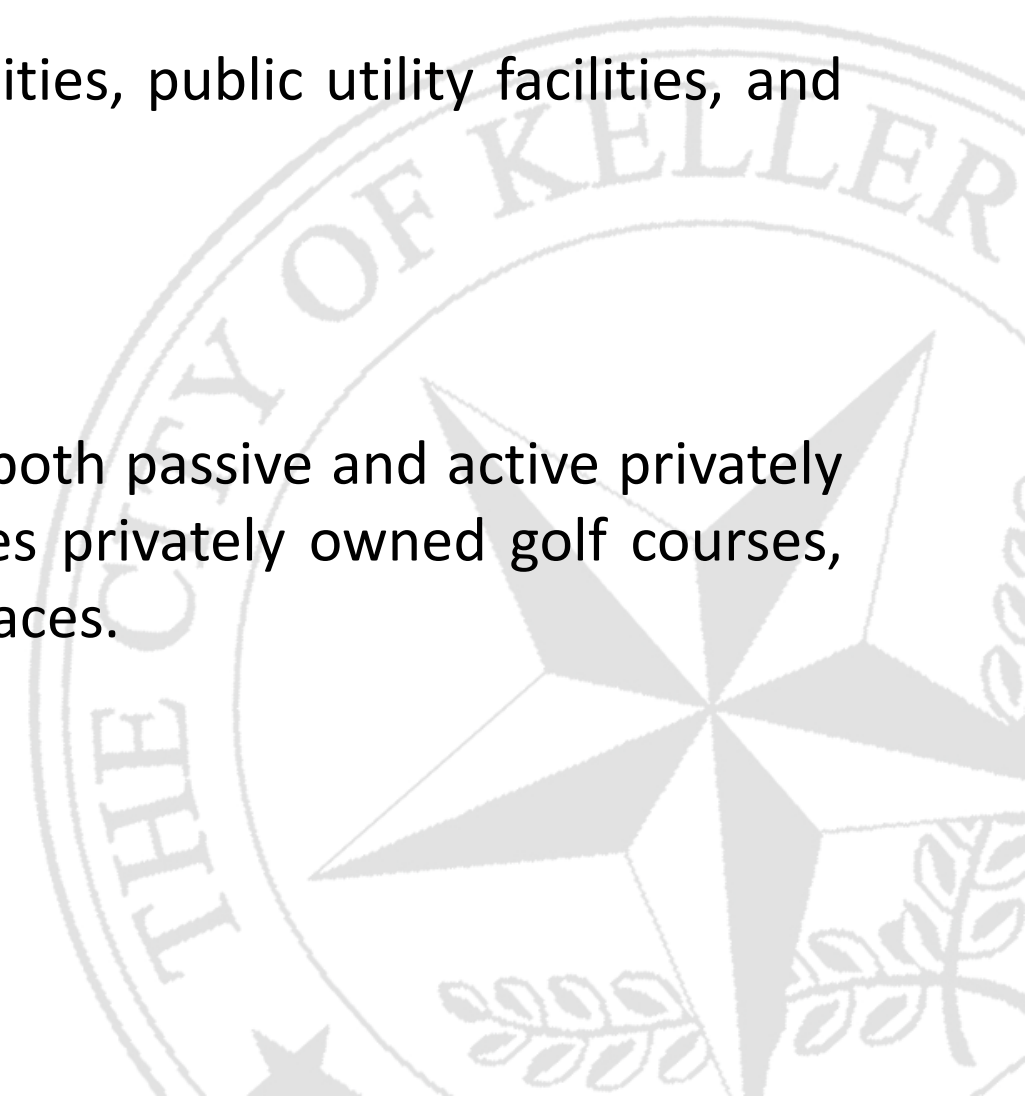 ities, public utility facilities, and
both passive and active privately
es privately owned golf courses,
aces.
THE CITY OF KELLER